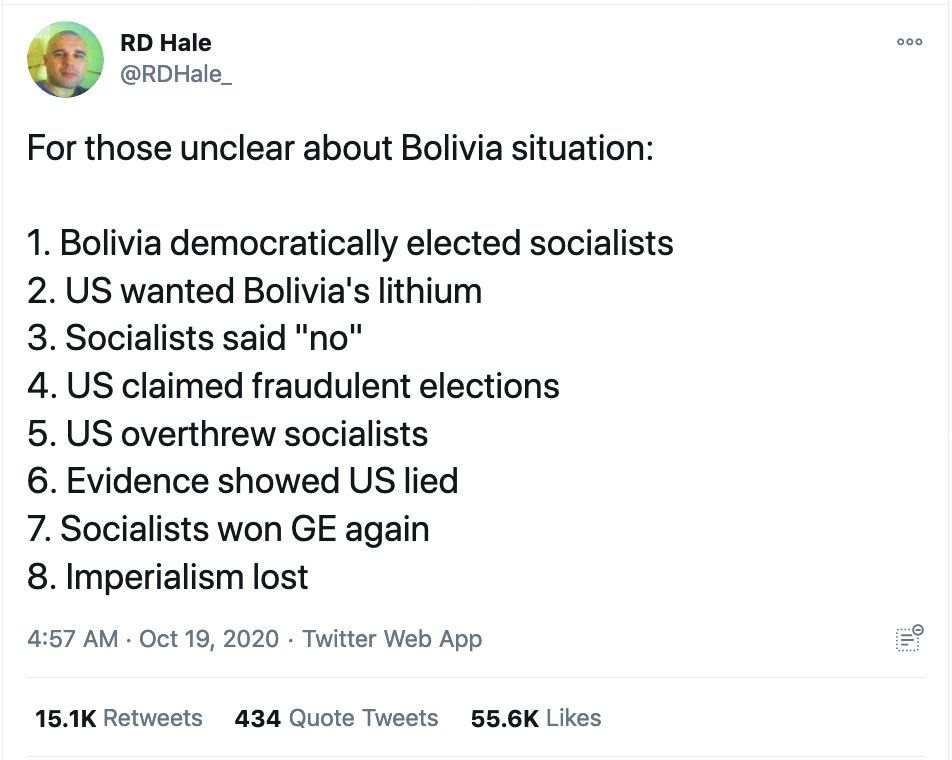 RD Hale
@RDHale_
For those unclear about Bolivia situation:
1. Bolivia democratically elected socialists
2. US wanted Bolivia's lithium
3. Socialists said "no"
4. US claimed fraudulent elections
5. US overthrew socialists
6. Evidence showed US lied
7. Socialists won GE again
8. Imperialism lost
4:57 AM · Oct 19, 2020 · Twitter Web App
15.1K Retweets 434 Quote Tweets 55.6K Likes